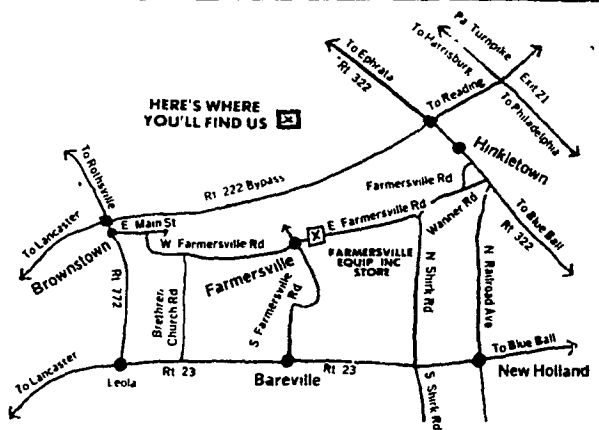 Pa Turnpike
To Harrisburg
Exit 21
To Philadelphia
To Ephrata
Rt 322
To Reading
HERE'S WHERE
YOU'LL FIND US X
Hinkletown
To Rothsville
Rt 222 Bypass
Farmersville Rd
E Main St
E Farmersville Rd
Wanner Rd
To Blue Ball
Rt 322
To Lancaster
W Farmersville Rd
X
Brownstown
Farmersville
FARMERSVILLE
EQUIP INC
STORE
Rt 772
Brethren
Church Rd
S Farmersville
Rd
N Shirk Rd
N Railroad Ave
To Blue Ball
To Lancaster
Leola
Rt 23
Bareville
Rt 23
New Holland
S Shirk Rd